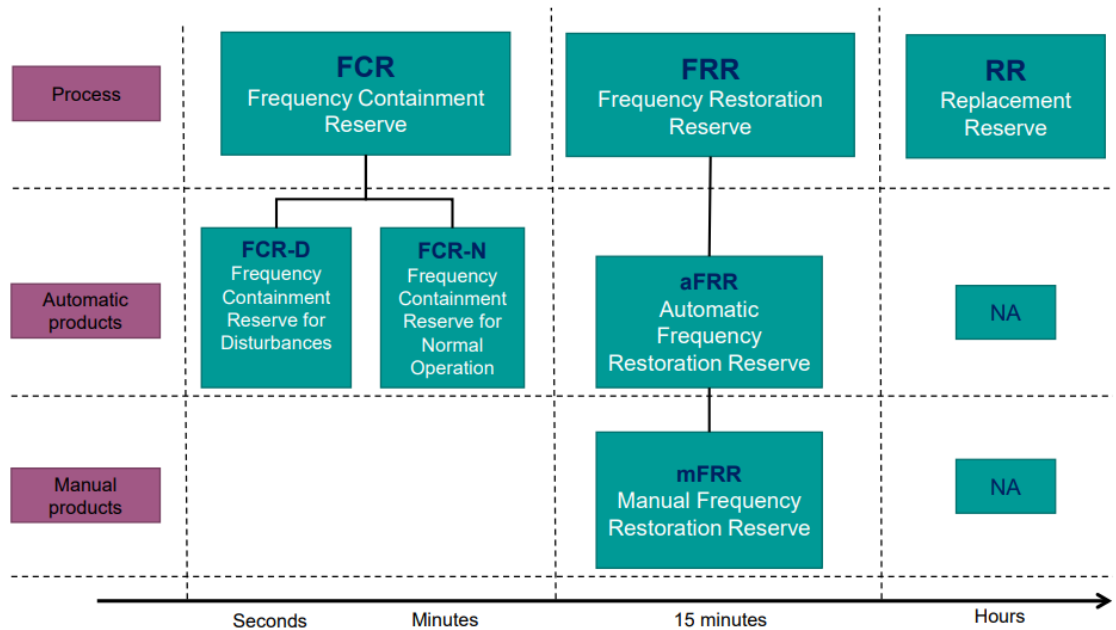 Process
FCR
Frequency Containment
Reserve
FRR
Frequency Restoration
Reserve
RR
Replacement
Reserve
Automatic
products
FCR-D
Frequency
Containment
Reserve for
Disturbances
FCR-N
Frequency
Containment
Reserve for
Normal
Operation
aFRR
Automatic
Frequency
Restoration Reserve
NA
Manual
products
mFRR
Manual Frequency
Restoration Reserve
NA
Seconds
Minutes
15 minutes
Hours